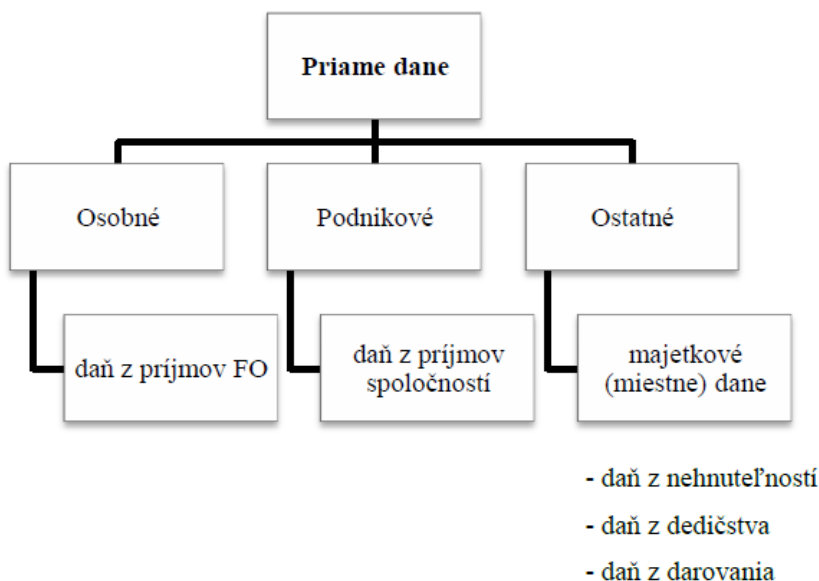 Priame dane
Osobné
Podnikové
Ostatné
daň z príjmov FO
daň z príjmov
spoločností
majetkové
(miestne) dane
- daň z nehnuteľností
- daň z dedičstva
- daň z darovania